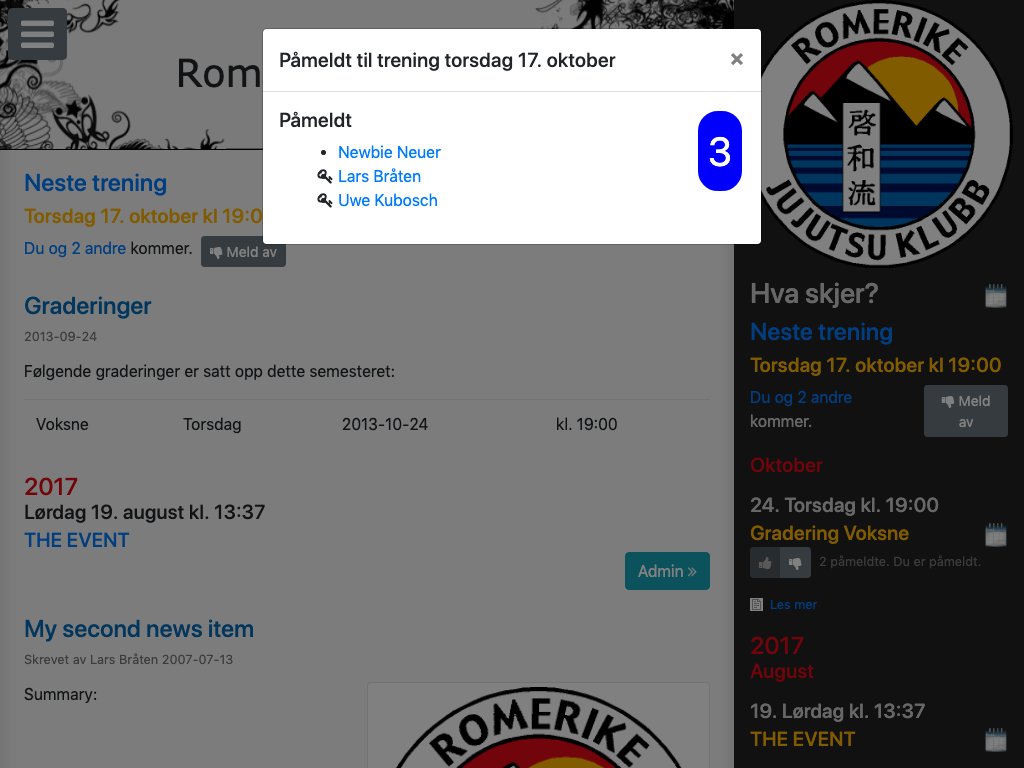 Rom
Påmeldt til trening torsdag 17. oktober
×
Påmeldt
Newbie Neuer
Lars Bråten
Uwe Kubosch
3
Neste trening
Torsdag 17. oktober kl 19:0
Du og 2 andre kommer.
Meld av
Graderinger
2013-09-24
Følgende graderinger er satt opp dette semesteret:
Voksne Torsdag 2013-10-24 kl. 19:00
2017
Lørdag 19. august kl. 13:37
THE EVENT
Admin »
My second news item
Skrevet av Lars Bråten 2007-07-13
Summary:
ROMERIKE
ROMERIKE
啓和流
JUJUTSU KLUBB
Hva skjer?
Neste trening
Torsdag 17. oktober kl 19:00
Du og 2 andre
kommer.
Meld
av
Oktober
24. Torsdag kl. 19:00
Gradering Voksne
2 påmeldte. Du er påmeldt.
Les mer
2017
August
19. Lørdag kl. 13:37
THE EVENT